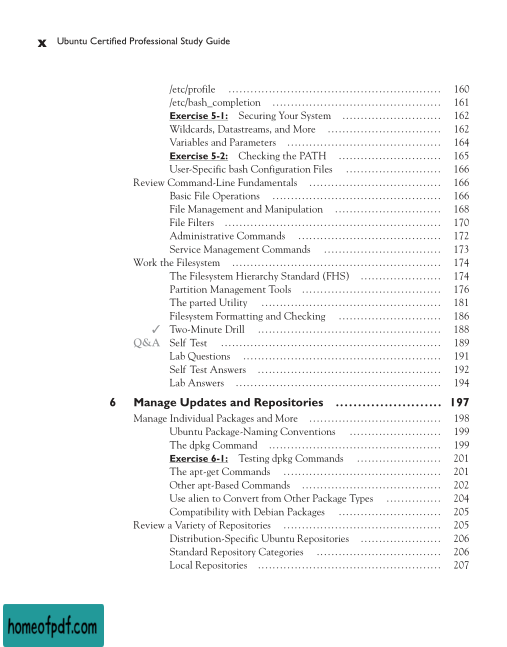 x Ubuntu Certified Professional Study Guide
/etc/profile ............................................................ 160
/etc/bash_completion ................................................ 161
Exercise 5-1: Securing Your System ............................ 162
Wildcards, Datastreams, and More ................................ 162
Variables and Parameters ........................................... 164
Exercise 5-2: Checking the PATH ............................. 165
User-Specific bash Configuration Files ........................... 166
Review Command-Line Fundamentals ..................................... 166
Basic File Operations ................................................ 166
File Management and Manipulation .............................. 168
File Filters ............................................................. 170
Administrative Commands ........................................ 172
Service Management Commands ................................. 173
Work the Filesystem ........................................................... 174
The Filesystem Hierarchy Standard (FHS) ....................... 174
Partition Management Tools ....................................... 176
The parted Utility ................................................... 181
Filesystem Formatting and Checking ............................. 186
✓ Two-Minute Drill .................................................... 188
Q&A Self Test .............................................................. 189
Lab Questions ........................................................ 191
Self Test Answers .................................................... 192
Lab Answers .......................................................... 194
6 Manage Updates and Repositories ........................ 197
Manage Individual Packages and More ..................................... 198
Ubuntu Package-Naming Conventions .......................... 199
The dpkg Command ................................................. 199
Exercise 6-1: Testing dpkg Commands ........................ 201
The apt-get Commands ............................................. 201
Other apt-Based Commands ....................................... 202
Use alien to Convert from Other Package Types ............... 204
Compatibility with Debian Packages ............................. 205
Review a Variety of Repositories ............................................. 205
Distribution-Specific Ubuntu Repositories ...................... 206
Standard Repository Categories ................................... 206
Local Repositories .................................................... 207
homeofpdf.com